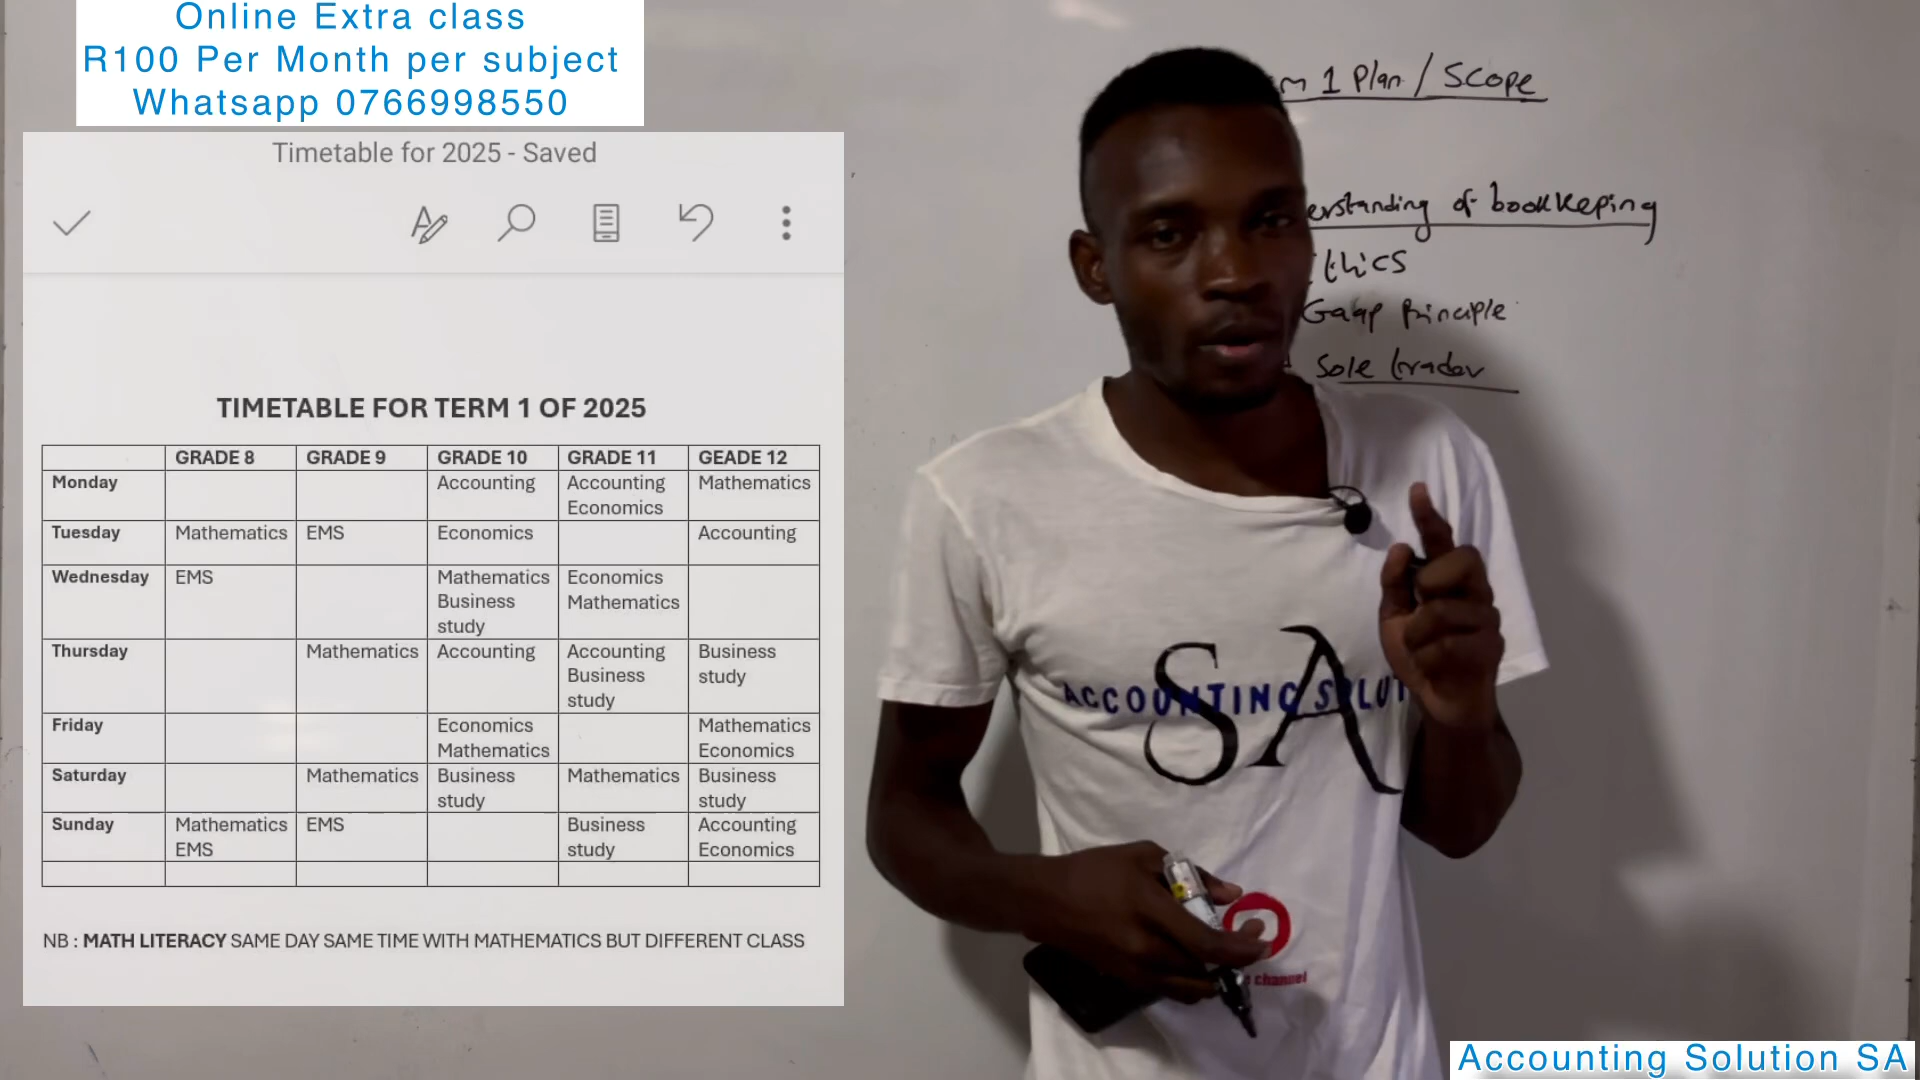 Online Extra class
R100 Per Month per subject
Whatsapp 0766998550
Timetable for 2025 - Saved
TIMETABLE FOR TERM 1 OF 2025
GRADE 8 GRADE 9 GRADE 10 GRADE 11 GEADE 12
Monday Accounting Accounting Mathematics
Economics
Tuesday Mathematics EMS Economics Accounting
Wednesday EMS Mathematics Economics
Business Mathematics
study
Thursday Mathematics Accounting Accounting Business
Business study
study
Friday Economics Mathematics
Mathematics Economics
Saturday Mathematics Business Mathematics Business
study study
Sunday Mathematics EMS Business Accounting
EMS study Economics
NB : MATH LITERACY SAME DAY SAME TIME WITH MATHEMATICS BUT DIFFERENT CLASS
1 Plan / Scope
of bookkeping
Gaap Principle
Sole trader
SA
ACCOUNTING
channel
Accounting Solution SA